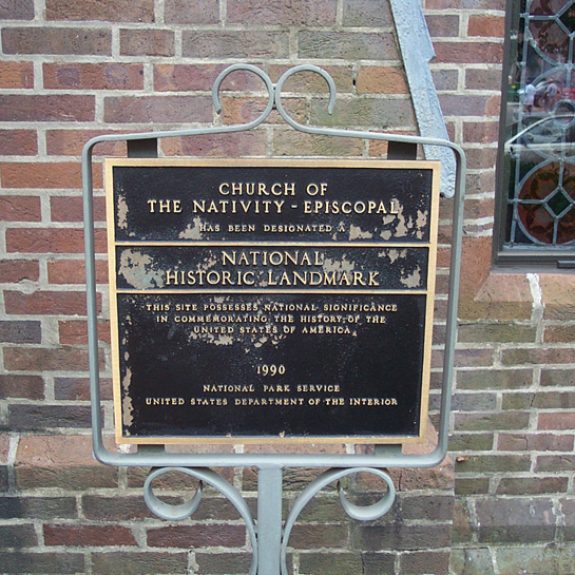 CHURCH OF
THE NATIVITY - EPISCOPAL
HAS BEEN DESIGNATED A
NATIONAL
HISTORIC LANDMARK
THIS SITE POSSESSES NATIONAL SIGNIFICANCE
IN COMMEMORATING THE HISTORY OF THE
UNITED STATES OF AMERICA
1990
NATIONAL PARK SERVICE
UNITED STATES DEPARTMENT OF THE INTERIOR